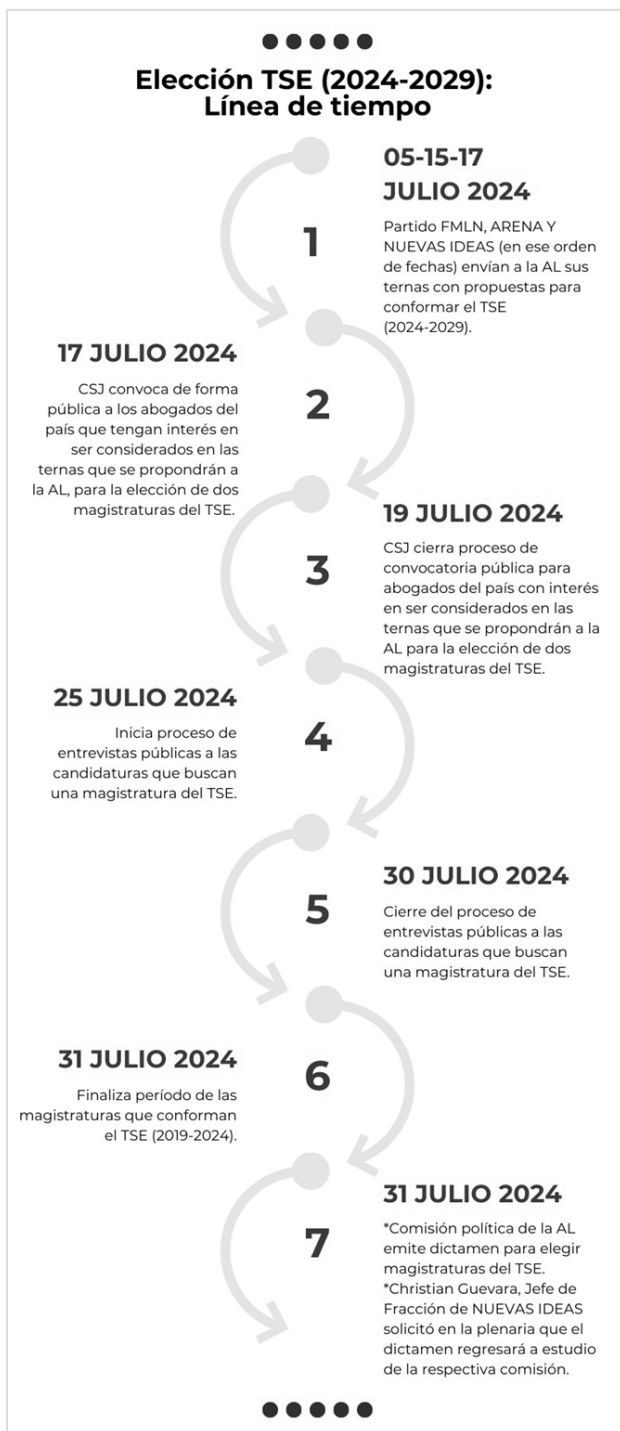 Elección TSE (2024-2029):
Línea de tiempo
05-15-17
JULIO 2024
1
Partido FMLN, ARENA Y
NUEVAS IDEAS (en ese orden
de fechas) envían a la AL sus
ternas con propuestas para
conformar el TSE
(2024-2029).
17 JULIO 2024
2
CSJ convoca de forma
pública a los abogados del
país que tengan interés en
ser considerados en las
ternas que se propondrán a
la AL, para la elección de dos
magistraturas del TSE.
19 JULIO 2024
3
CSJ cierra proceso de
convocatoria pública para
abogados del país con interés
en ser considerados en las
ternas que se propondrán a la
AL para la elección de dos
magistraturas del TSE.
25 JULIO 2024
4
Inicia proceso de
entrevistas públicas a las
candidaturas que buscan
una magistratura del TSE.
30 JULIO 2024
5
Cierre del proceso de
entrevistas públicas a las
candidaturas que buscan
una magistratura del TSE.
31 JULIO 2024
6
Finaliza período de las
magistraturas que conforman
el TSE (2019-2024).
31 JULIO 2024
7
*Comisión política de la AL
emite dictamen para elegir
magistraturas del TSE.
*Christian Guevara, Jefe de
Fracción de NUEVAS IDEAS
solicitó en la plenaria que el
dictamen regresará a estudio
de la respectiva comisión.